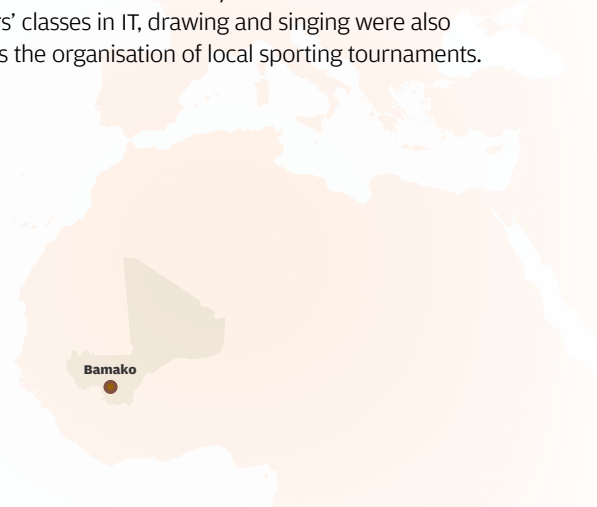 rs’ classes in IT, drawing and singing were also
s the organisation of local sporting tournaments.
Bamako